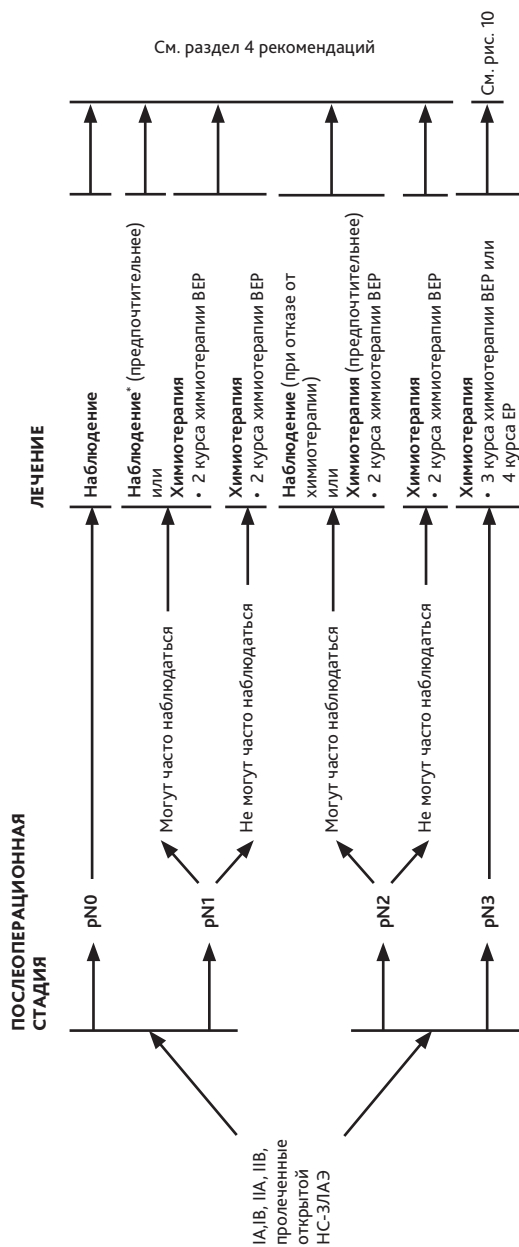 ПОСЛЕОПЕРАЦИОННАЯ
СТАДИЯ
ЛЕЧЕНИЕ
IA,IB, IIA, IIB,
пролеченные
открытой
НС-ЗЛАЭ
pN0
Наблюдение
pN1
Могут часто наблюдаться
Наблюдение* (предпочтительнее)
или
Химиотерапия
• 2 курса химиотерапии BEP
Не могут часто наблюдаться
Химиотерапия
• 2 курса химиотерапии BEP
pN2
Могут часто наблюдаться
Наблюдение (при отказе от
химиотерапии)
или
Химиотерапия (предпочтительнее)
• 2 курса химиотерапии BEP
Не могут часто наблюдаться
Химиотерапия
• 2 курса химиотерапии BEP
pN3
Химиотерапия
• 3 курса химиотерапии BEP или
4 курса EP
См. раздел 4 рекомендаций
См. рис. 10